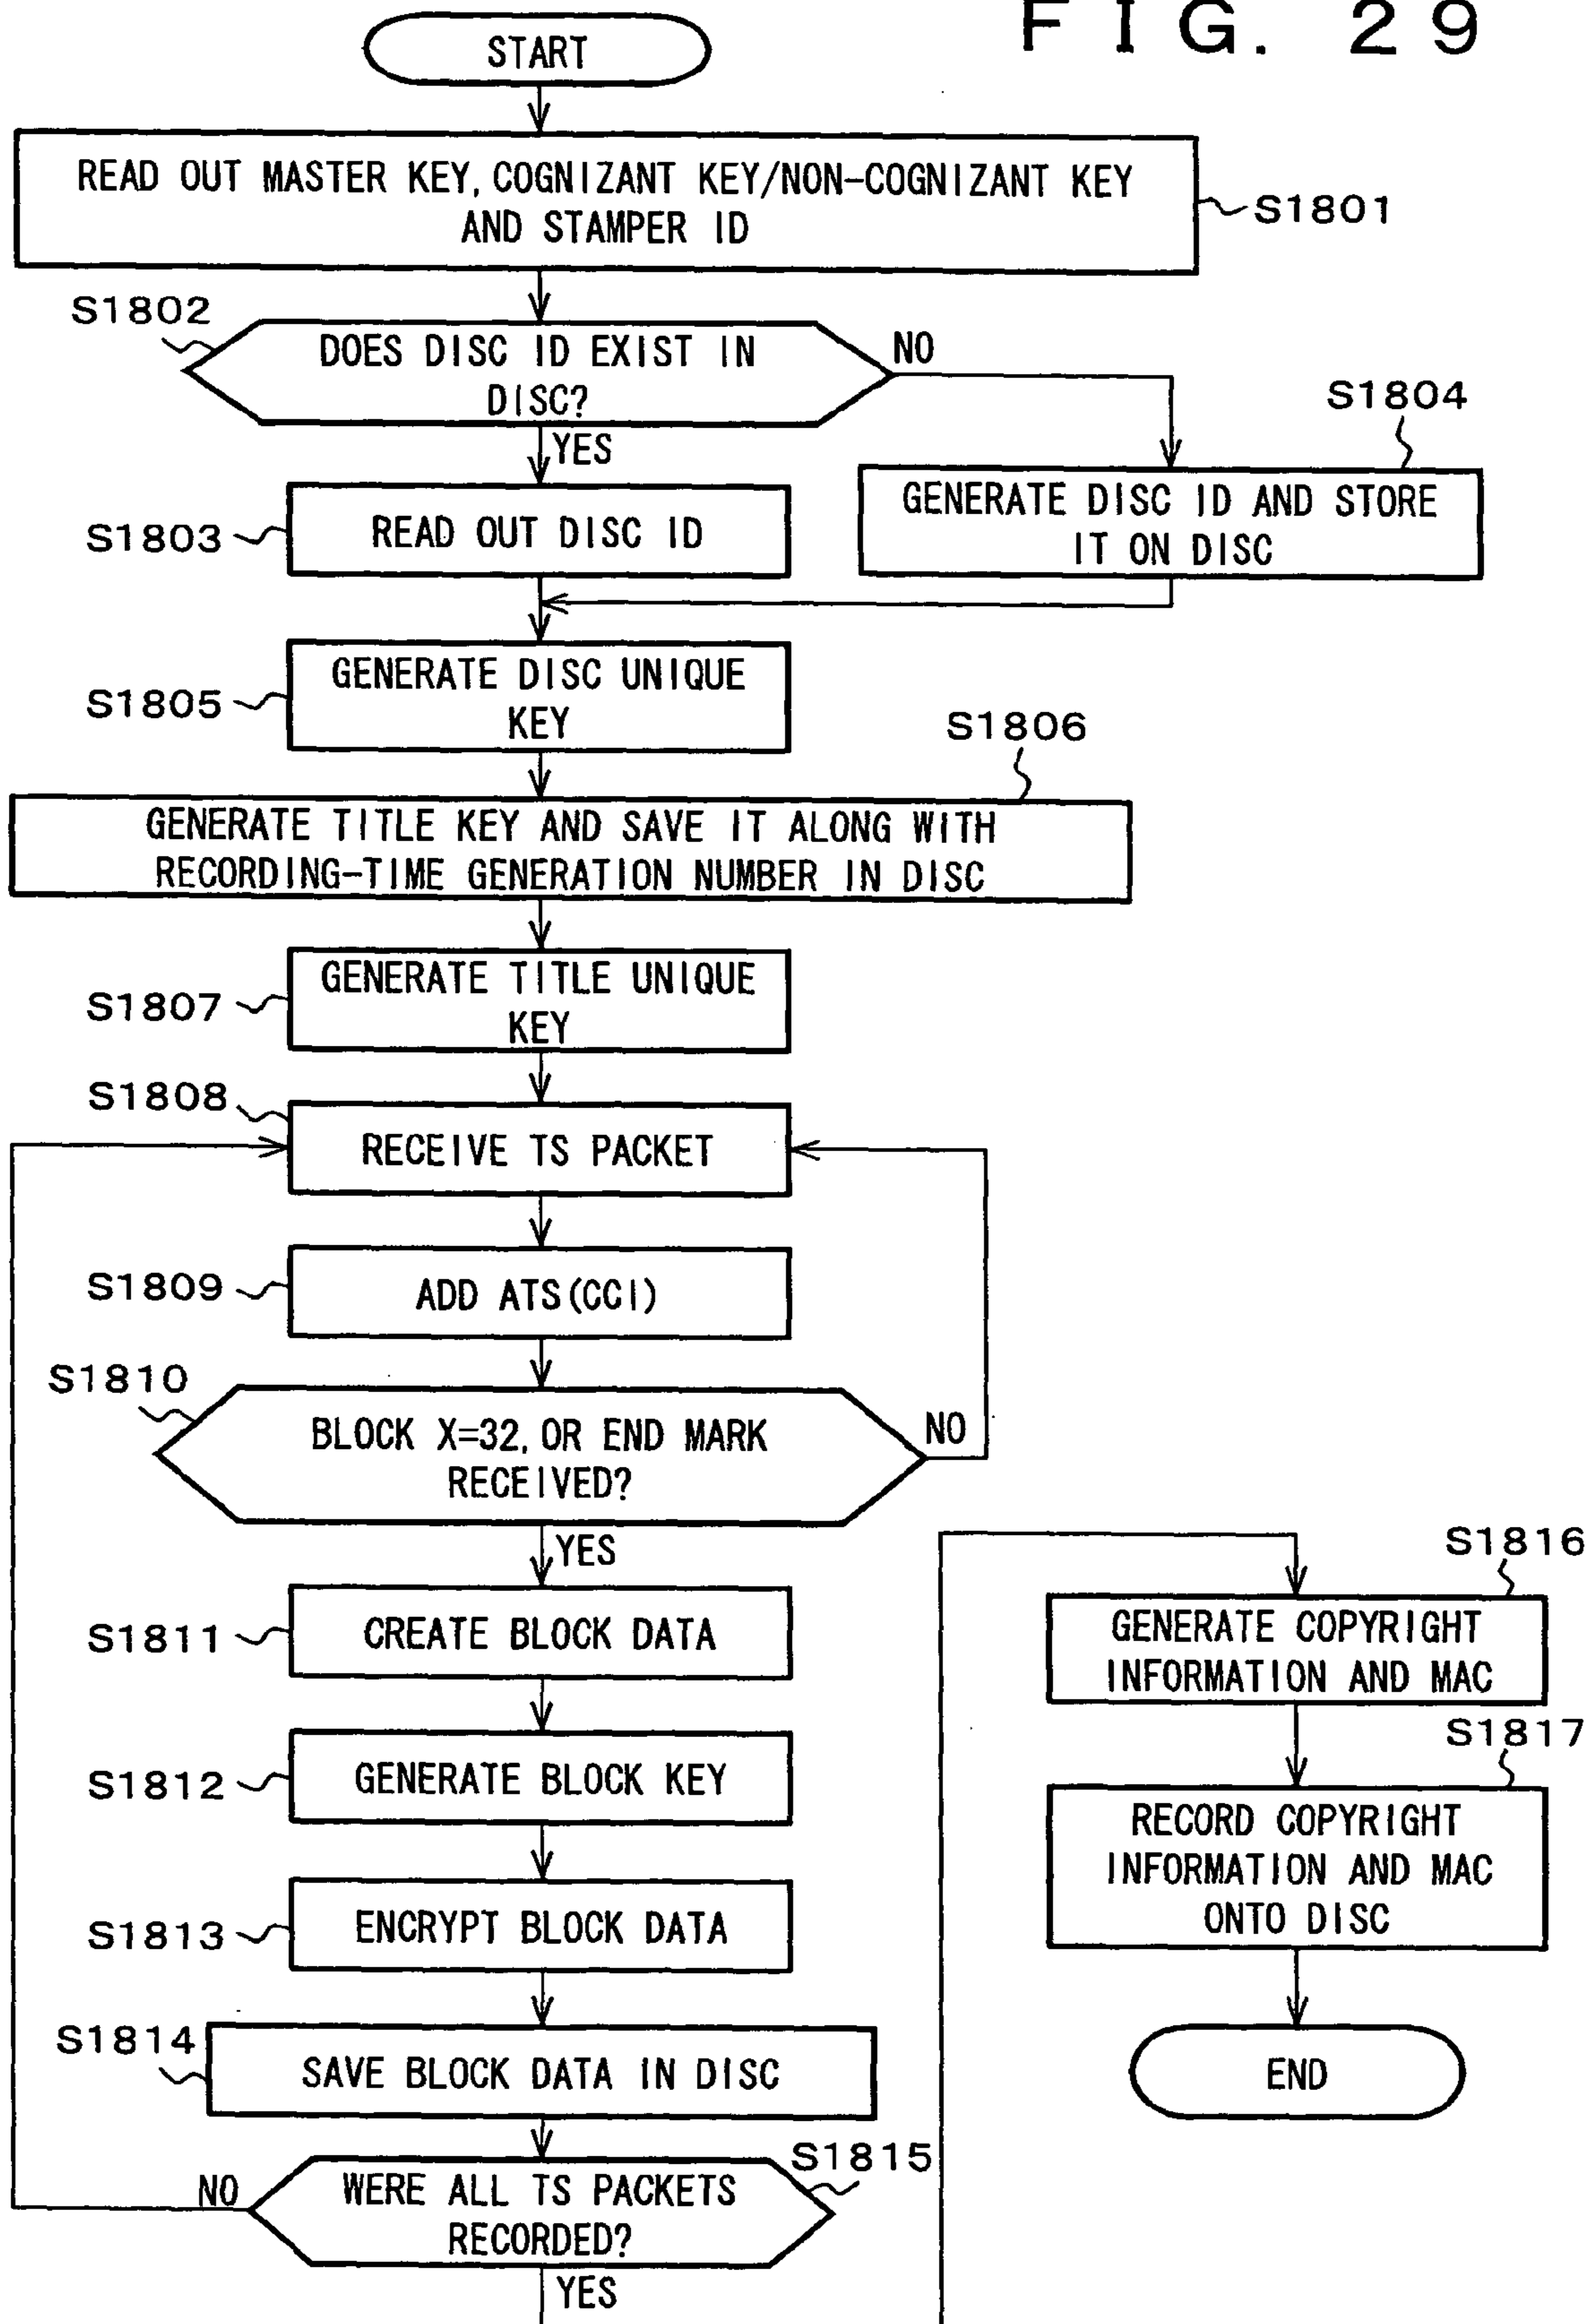 FIG. 29
START
READ OUT MASTER KEY, COGNIZANT KEY/NON-COGNIZANT KEY
AND STAMPER ID
S1801
S1802
DOES DISC ID EXIST IN
DISC?
NO
YES
S1804
GENERATE DISC ID AND STORE
IT ON DISC
S1803
READ OUT DISC ID
S1805
GENERATE DISC UNIQUE
KEY
S1806
GENERATE TITLE KEY AND SAVE IT ALONG WITH
RECORDING-TIME GENERATION NUMBER IN DISC
S1807
GENERATE TITLE UNIQUE
KEY
S1808
RECEIVE TS PACKET
S1809
ADD ATS(CCI)
S1810
BLOCK X=32, OR END MARK
RECEIVED?
NO
YES
S1811
CREATE BLOCK DATA
S1812
GENERATE BLOCK KEY
S1813
ENCRYPT BLOCK DATA
S1814
SAVE BLOCK DATA IN DISC
S1815
WERE ALL TS PACKETS
RECORDED?
NO
YES
S1816
GENERATE COPYRIGHT
INFORMATION AND MAC
S1817
RECORD COPYRIGHT
INFORMATION AND MAC
ONTO DISC
END